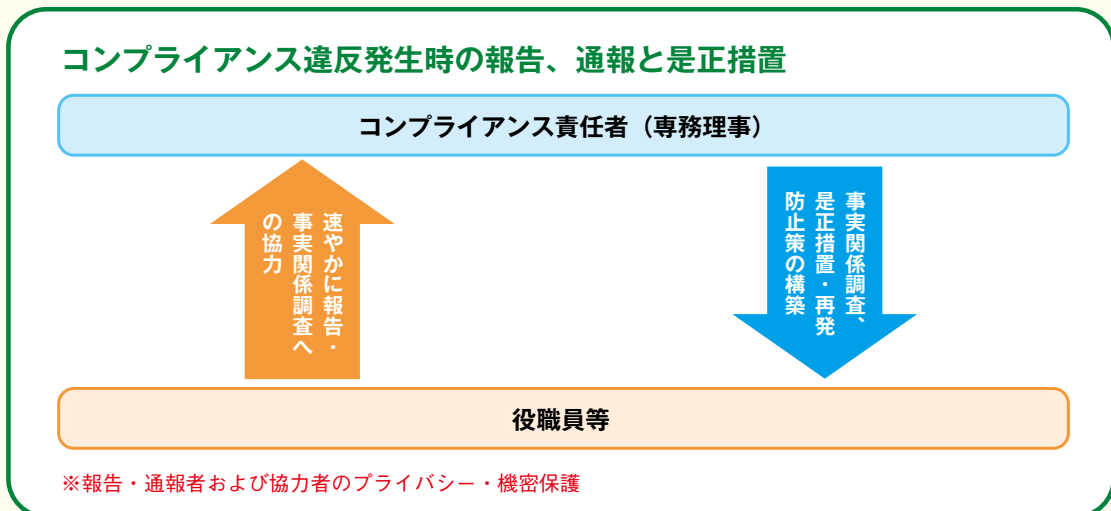 コンプライアンス違反発生時の報告、通報と是正措置
コンプライアンス責任者（専務理事）
速やかに報告・
事実関係調査へ
の協力
事実関係調査、
是正措置・再発
防止策の構築
役職員等
※報告・通報者および協力者のプライバシー・機密保護